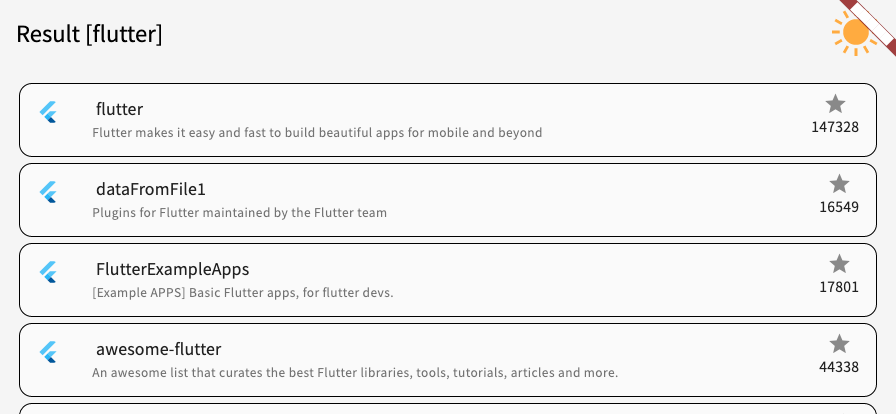 Result [flutter]
flutter
Flutter makes it easy and fast to build beautiful apps for mobile and beyond
147328
dataFromFile1
Plugins for Flutter maintained by the Flutter team
16549
FlutterExampleApps
[Example APPS] Basic Flutter apps, for flutter devs.
17801
awesome-flutter
An awesome list that curates the best Flutter libraries, tools, tutorials, articles and more.
44338